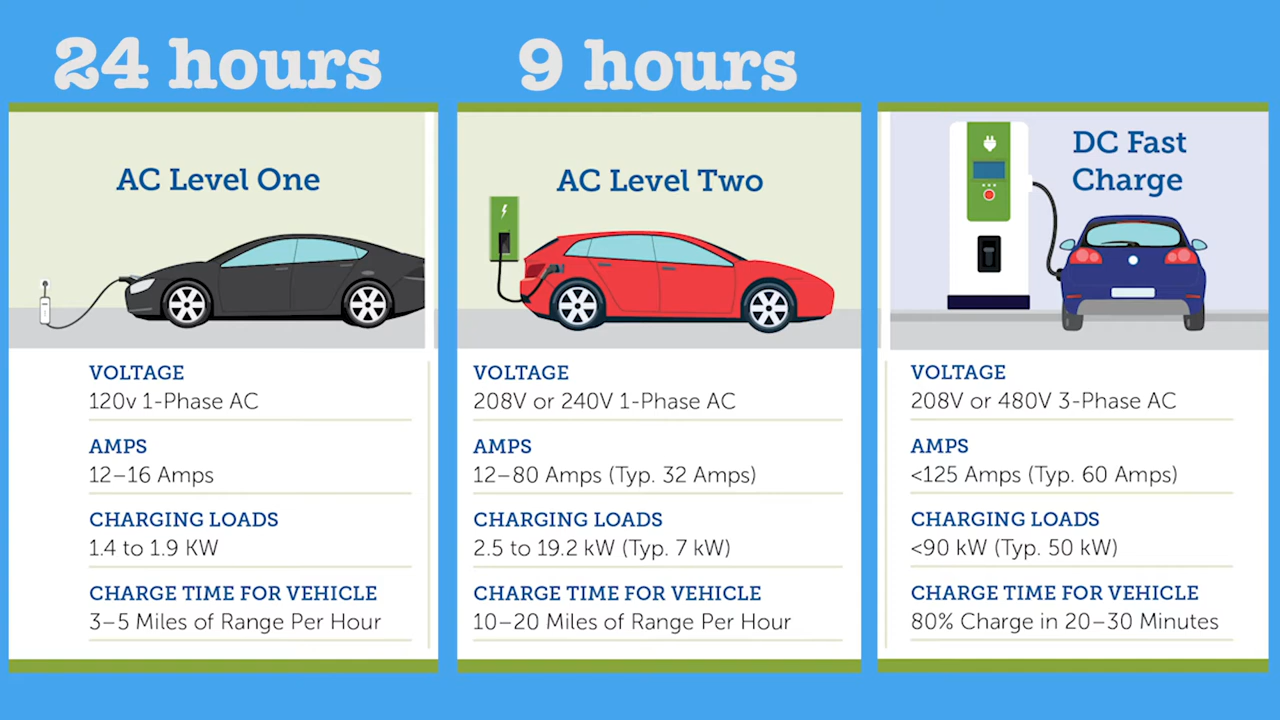 24 hours
9 hours
AC Level One
VOLTAGE
120v 1-Phase AC
AMPS
12–16 Amps
CHARGING LOADS
1.4 to 1.9 KW
CHARGE TIME FOR VEHICLE
3–5 Miles of Range Per Hour
AC Level Two
VOLTAGE
208V or 240V 1-Phase AC
AMPS
12–80 Amps (Typ. 32 Amps)
CHARGING LOADS
2.5 to 19.2 kW (Typ. 7 kW)
CHARGE TIME FOR VEHICLE
10–20 Miles of Range Per Hour
DC Fast
Charge
VOLTAGE
208V or 480V 3-Phase AC
AMPS
<125 Amps (Typ. 60 Amps)
CHARGING LOADS
<90 kW (Typ. 50 kW)
CHARGE TIME FOR VEHICLE
80% Charge in 20–30 Minutes